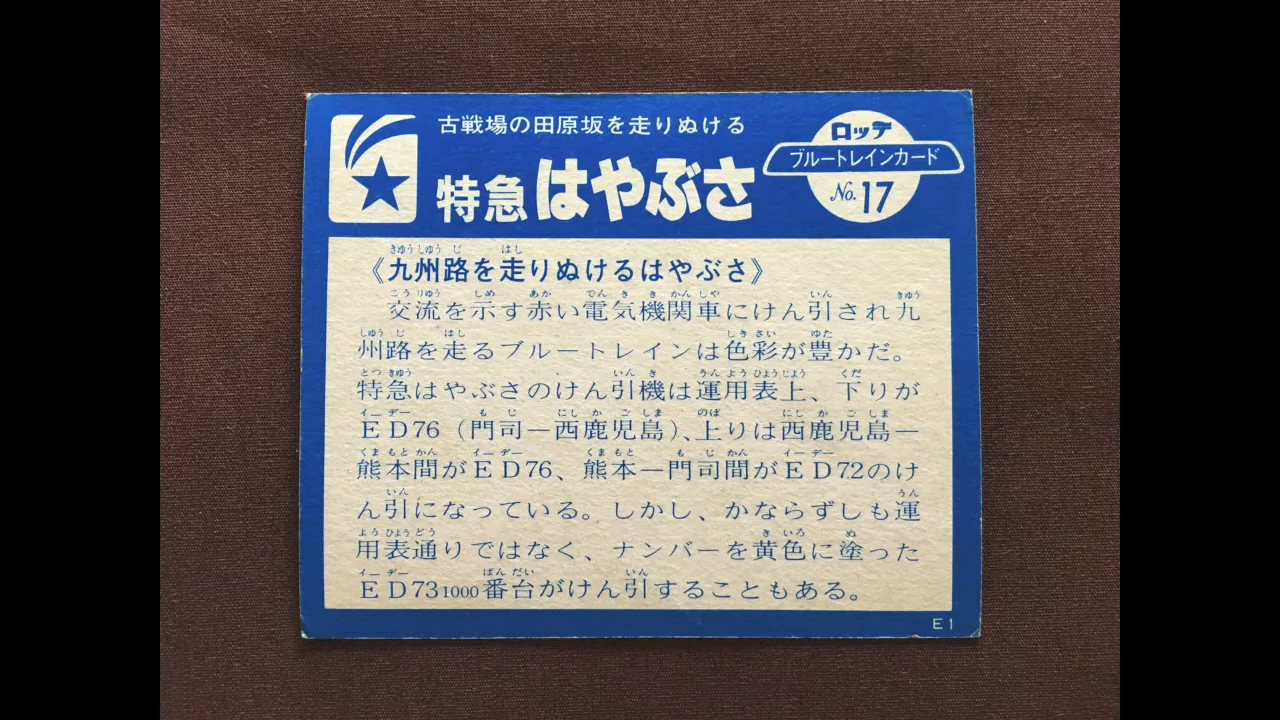 古戦場の田原坂を走りぬける
特急はやぶさ
ロッテ
ブルートレインカード
No.17
《九州路を走りぬけるはやぶさ》
交流を示す赤い電気機関車にけん引され九
州路を走るブルートレインは色彩が豊かだ。
特急はやぶさのけん引機は運用表上、下りが
ED76（門司－西鹿児島）、上りは西鹿児島－
熊本間がED76、熊本－門司間がED72のけ
ん引になっている。しかし、かならずしも運
用表通りではなく、ナンバーを黄色に塗った
ED731000番台がけん引することもある。
E1